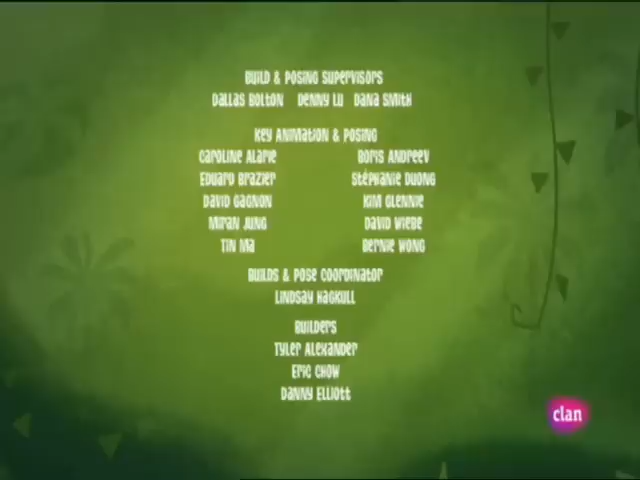 BUILD & POSING SUPERVISORS
DALLAS BOLTON DENNY LU DANA SMITH
KEY ANIMATION & POSING
CAROLINE ALARIE BORIS ANDREEV
EDUARD BRAZIER STÉPHANIE DUONG
DAVID GAGNON KIM GLENNIE
MIRAN JUNG DAVID WIEBE
TIN MA BERNIE WONG
BUILDS & POSE COORDINATOR
LINDSAY HAGKULL
BUILDERS
TYLER ALEXANDER
ERIC CHOW
DANNY ELLIOTT
clan